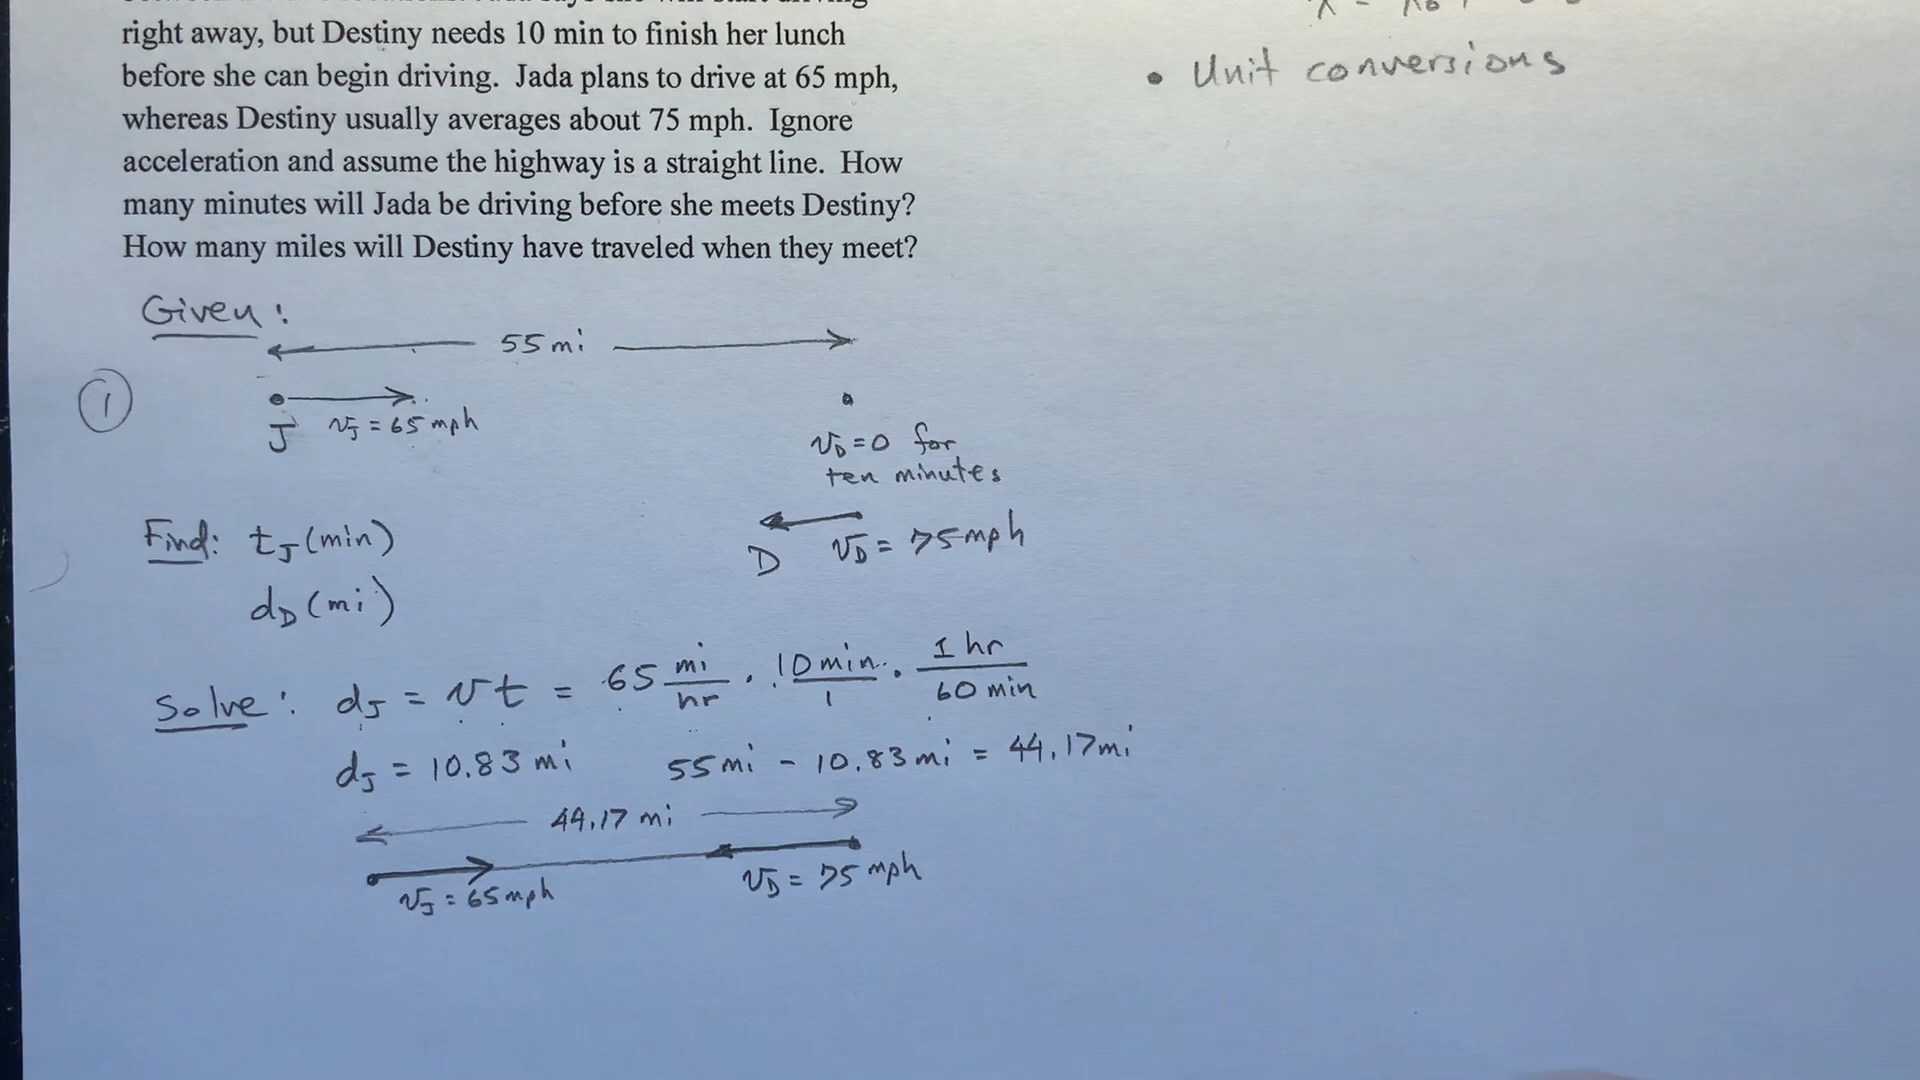 right away, but Destiny needs 10 min to finish her lunch
before she can begin driving. Jada plans to drive at 65 mph,
whereas Destiny usually averages about 75 mph. Ignore
acceleration and assume the highway is a straight line. How
many minutes will Jada be driving before she meets Destiny?
How many miles will Destiny have traveled when they meet?
• Unit conversions
Given:
55 mi
1
J v_J = 65 mph
v_D = 0 for
ten minutes
Find: t_J (min)
D v_D = 75 mph
d_D (mi)
Solve: d_J = v t = 65 mi/hr · 10 min/1 · 1 hr/60 min
d_J = 10.83 mi 55 mi - 10.83 mi = 44.17 mi
44.17 mi
v_J = 65 mph v_D = 75 mph